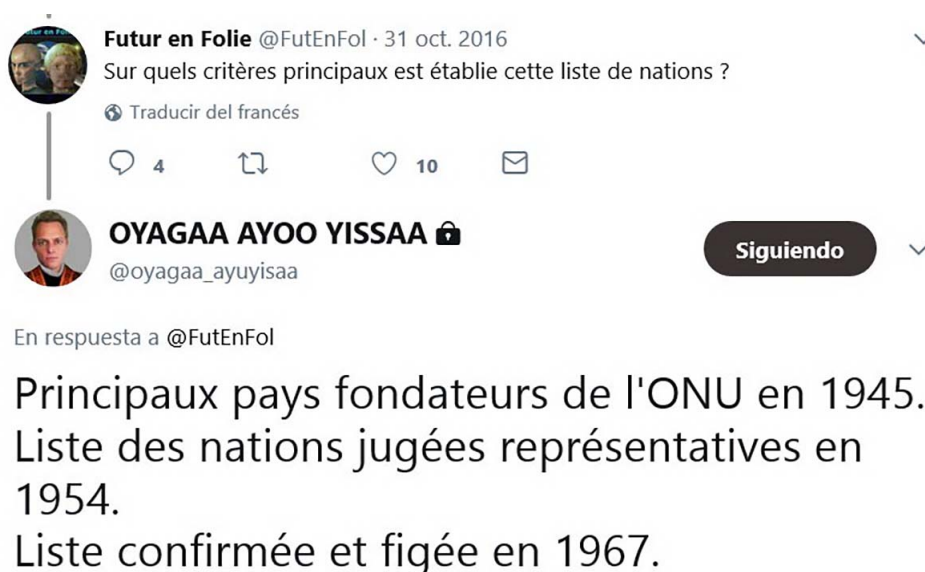 Futur en Folie @FutEnFol · 31 oct. 2016
Sur quels critères principaux est établie cette liste de nations ?
Traducir del francés
4 10
OYAGAA AYOO YISSAA
@oyagaa_ayuyisaa
Siguiendo
En respuesta a @FutEnFol
Principaux pays fondateurs de l'ONU en 1945.
Liste des nations jugées représentatives en
1954.
Liste confirmée et figée en 1967.